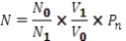 N = N₀/N₁ × V₁/V₀ × Pₙ